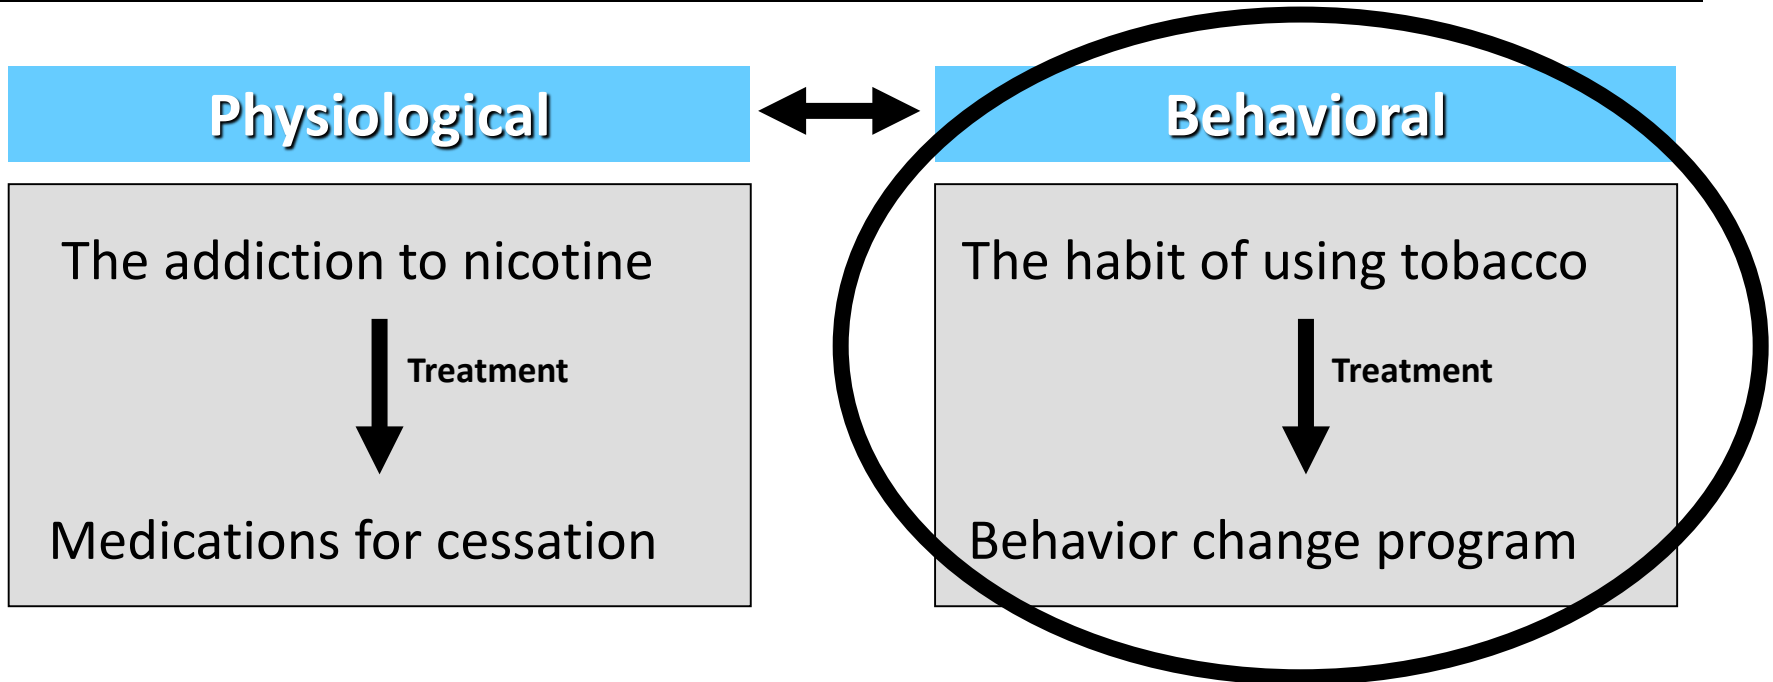 Physiological
Behavioral
The addiction to nicotine
Treatment
Medications for cessation
The habit of using tobacco
Treatment
Behavior change program